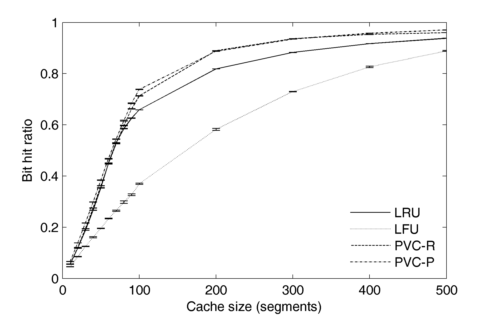 1
0.8
0.6
0.4
0.2
0
Bit hit ratio
LRU
LFU
PVC-R
PVC-P
0 100 200 300 400 500
Cache size (segments)